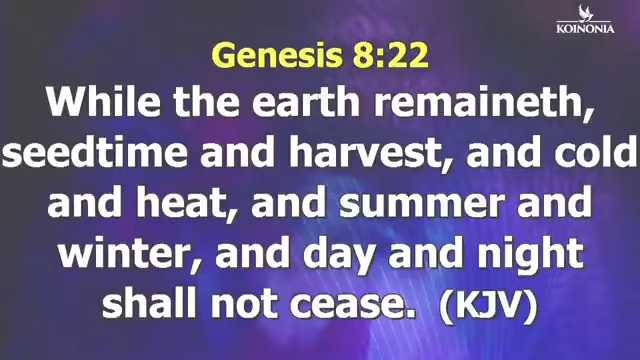 KOINONIA
Genesis 8:22
While the earth remaineth,
seedtime and harvest, and cold
and heat, and summer and
winter, and day and night
shall not cease. (KJV)